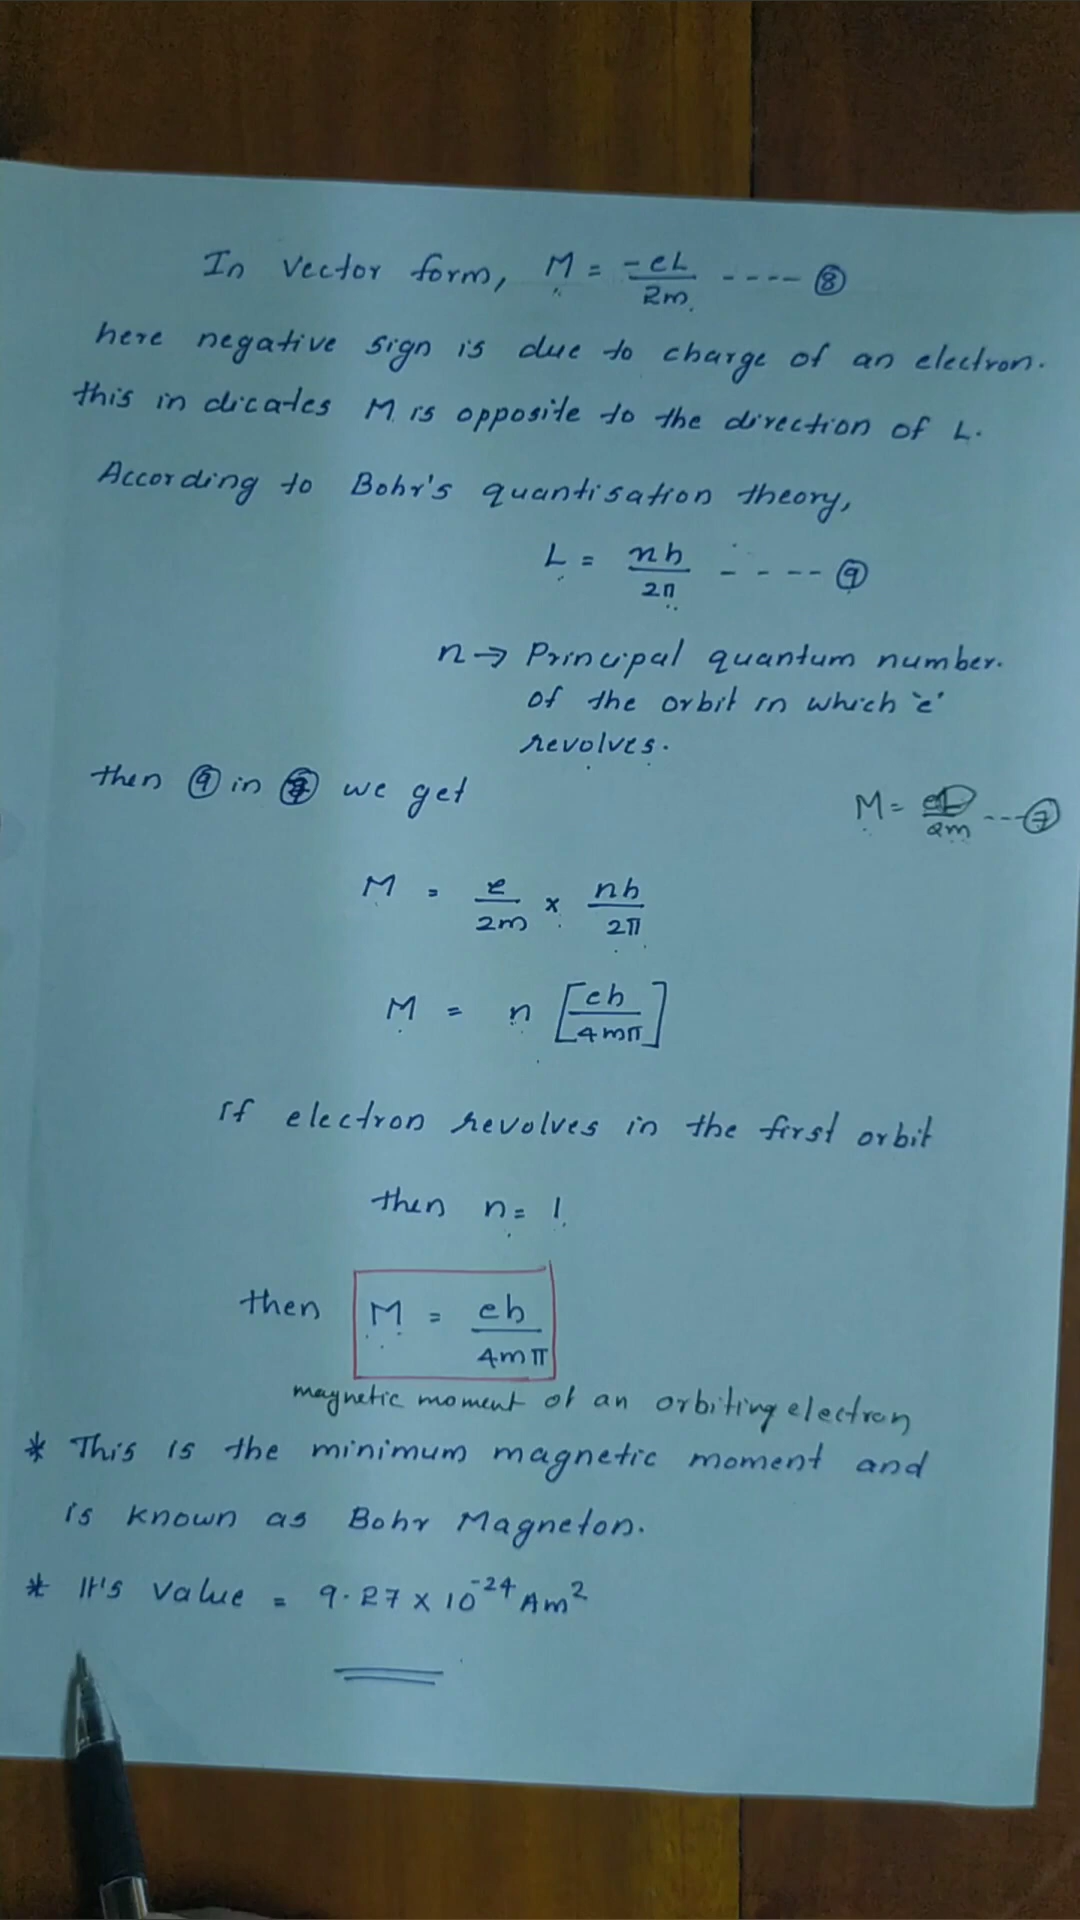 In Vector form, M = -eL/2m ---- ⑧
here negative sign is due to charge of an electron.
this indicates M is opposite to the direction of L.
According to Bohr's quantisation theory,
L = nh/2π ---- ⑨
n → Principal quantum number.
of the orbit in which 'e'
revolves.
then ⑨ in ⑦ we get
M = eL/2m --- ⑦
M = e/2m × nh/2π
M = n [eh/4mπ]
If electron revolves in the first orbit
then n = 1
then M = eh/4mπ
magnetic moment of an orbiting electron
* This is the minimum magnetic moment and
is known as Bohr Magneton.
* It's value = 9.27 × 10⁻²⁴ Am²